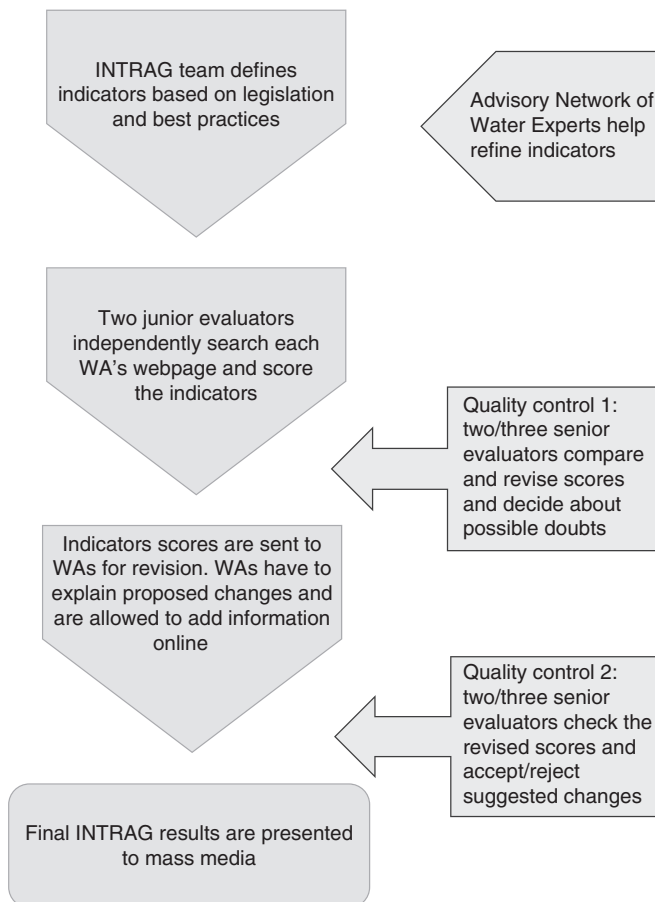 INTRAG team defines
indicators based on legislation
and best practices
Advisory Network of
Water Experts help
refine indicators
Two junior evaluators
independently search each
WA's webpage and score
the indicators
Quality control 1:
two/three senior
evaluators compare
and revise scores
and decide about
possible doubts
Indicators scores are sent to
WAs for revision. WAs have to
explain proposed changes and
are allowed to add information
online
Quality control 2:
two/three senior
evaluators check the
revised scores and
accept/reject
suggested changes
Final INTRAG results are presented
to mass media